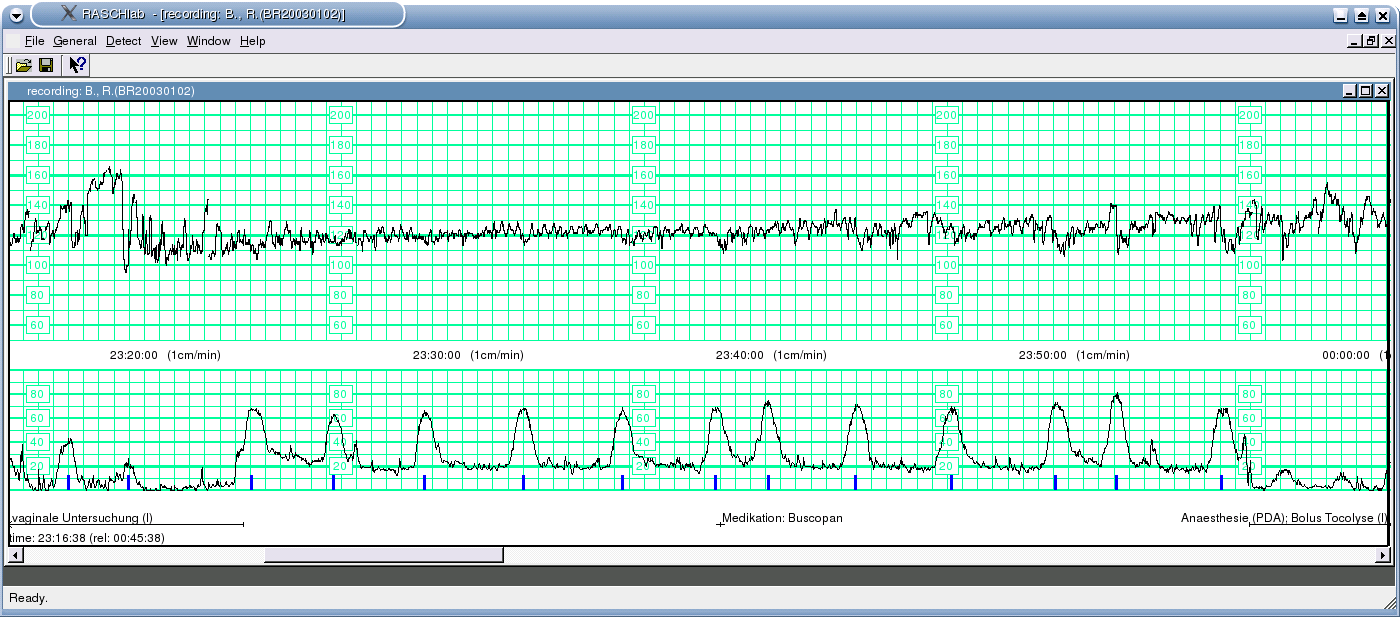 RASCHlab - [recording: B., R.(BR20030102)]
File General Detect View Window Help
recording: B., R.(BR20030102)
200 200 200 200 200
180 180 180 180 180
160 160 160 160 160
140 140 140 140 140
120 120 120 120 120
100 100 100 100 100
80 80 80 80 80
60 60 60 60 60
23:20:00 (1cm/min) 23:30:00 (1cm/min) 23:40:00 (1cm/min) 23:50:00 (1cm/min) 00:00:00 (1
80 80 80 80 80
60 60 60 60 60
40 40 40 40 40
20 20 20 20 20
vaginale Untersuchung (I) Medikation: Buscopan Anaesthesie (PDA); Bolus Tocolyse (I)
time: 23:16:38 (rel: 00:45:38)
Ready.